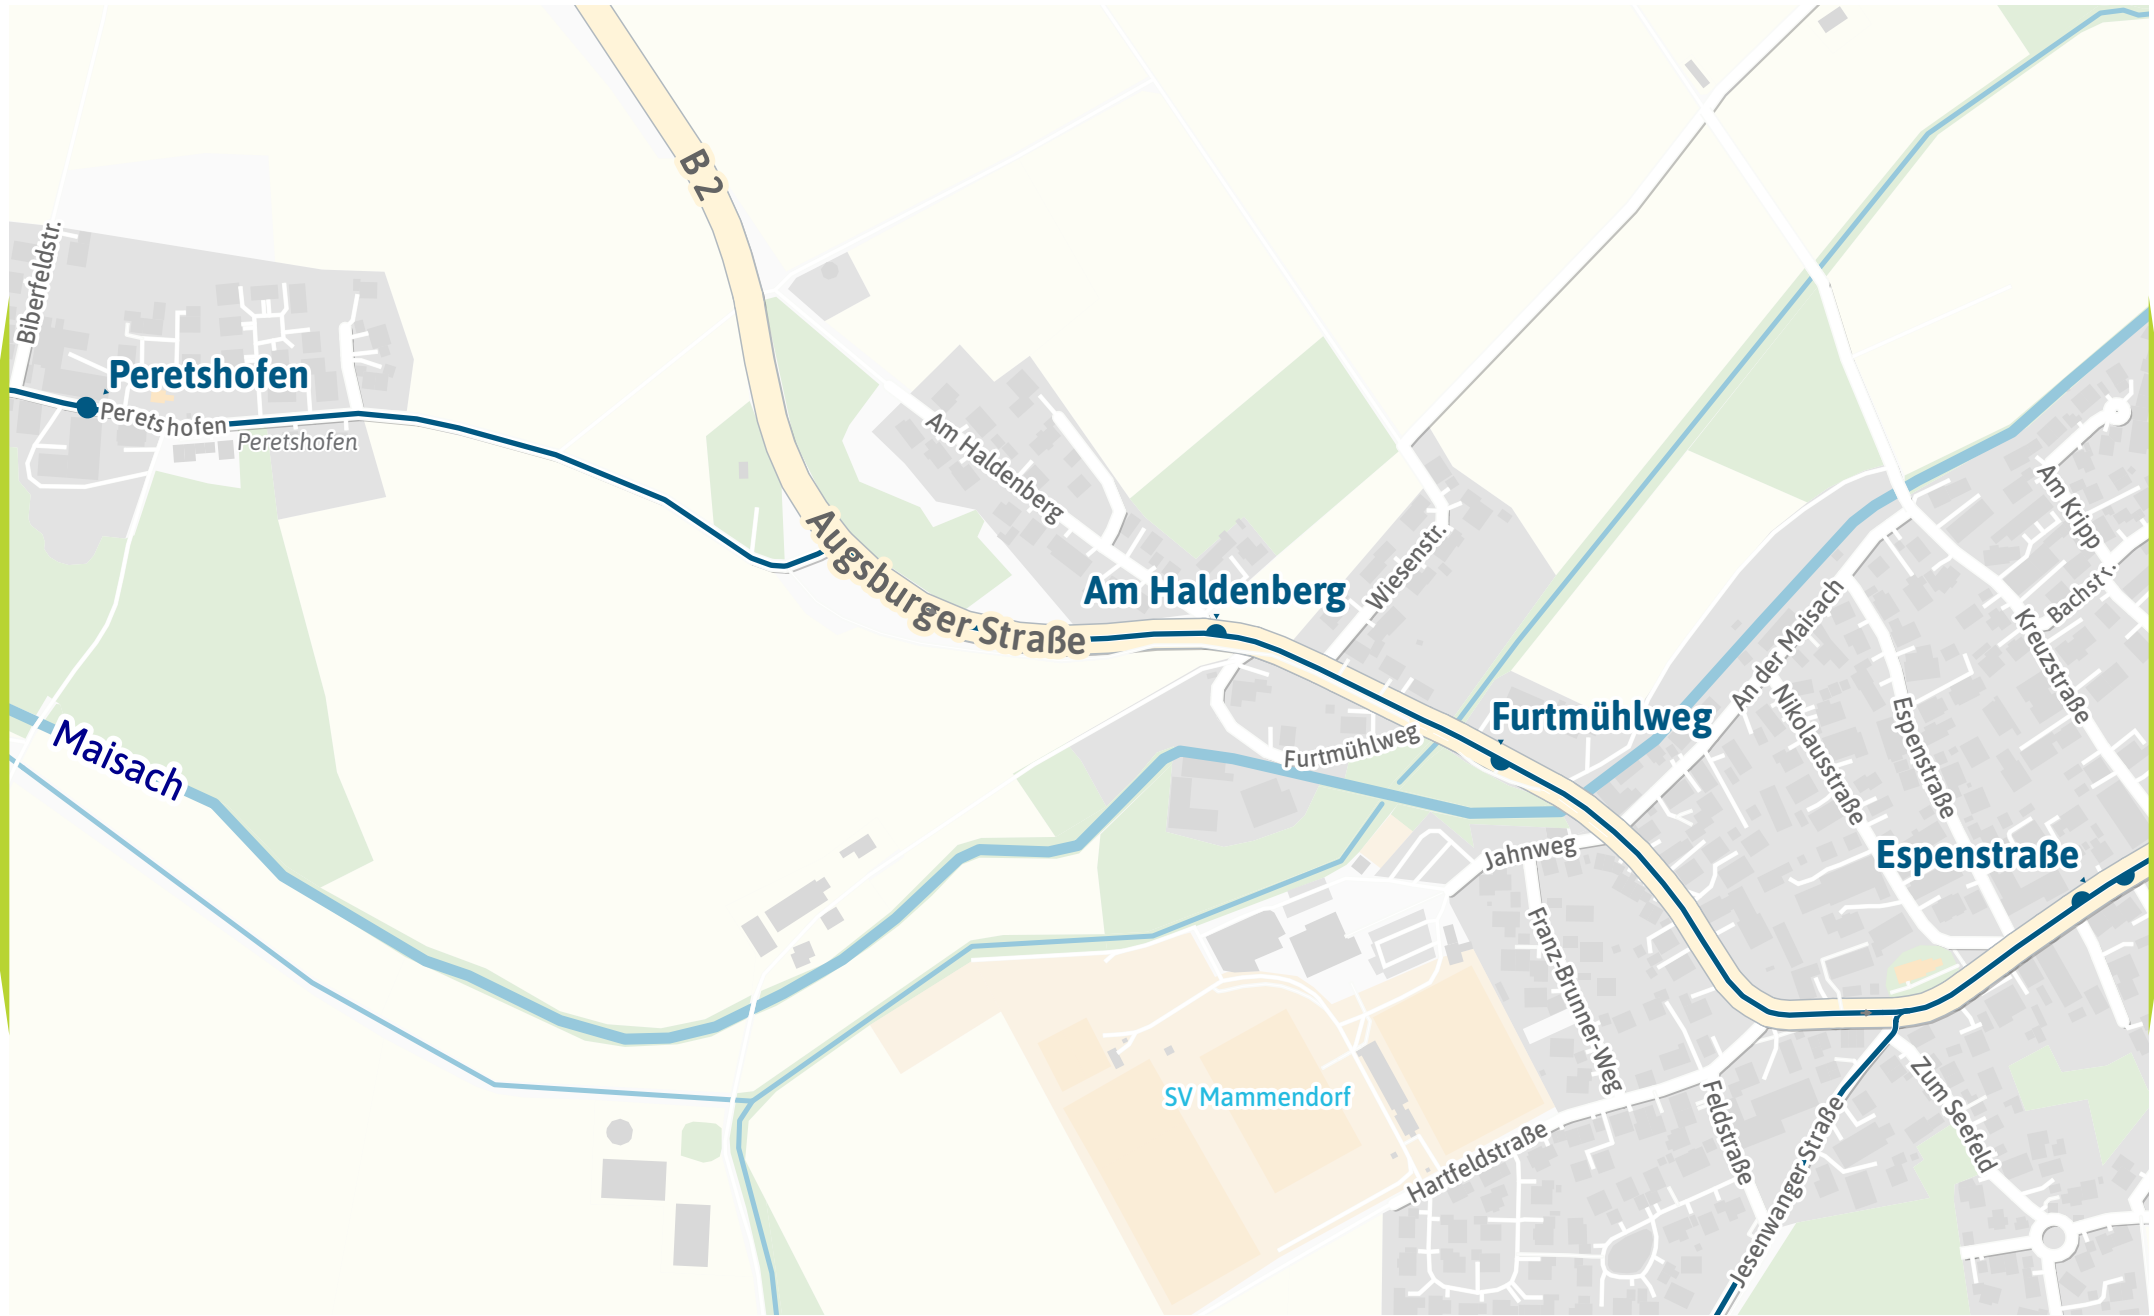 B 2
Biberfeldstr.
Peretshofen
Peretshofen
Peretshofen
Am Haldenberg
Augsburger Straße
Am Haldenberg
Wiesenstr.
Am Kripp
Bachstr.
Kreuzstraße
An der Maisach
Nikolausstraße
Espenstraße
Furtmühlweg
Furtmühlweg
Maisach
Jahnweg
Espenstraße
Franz-Brunner-Weg
SV Mammendorf
Hartfeldstraße
Feldstraße
Zum Seefeld
Jesenwanger Straße